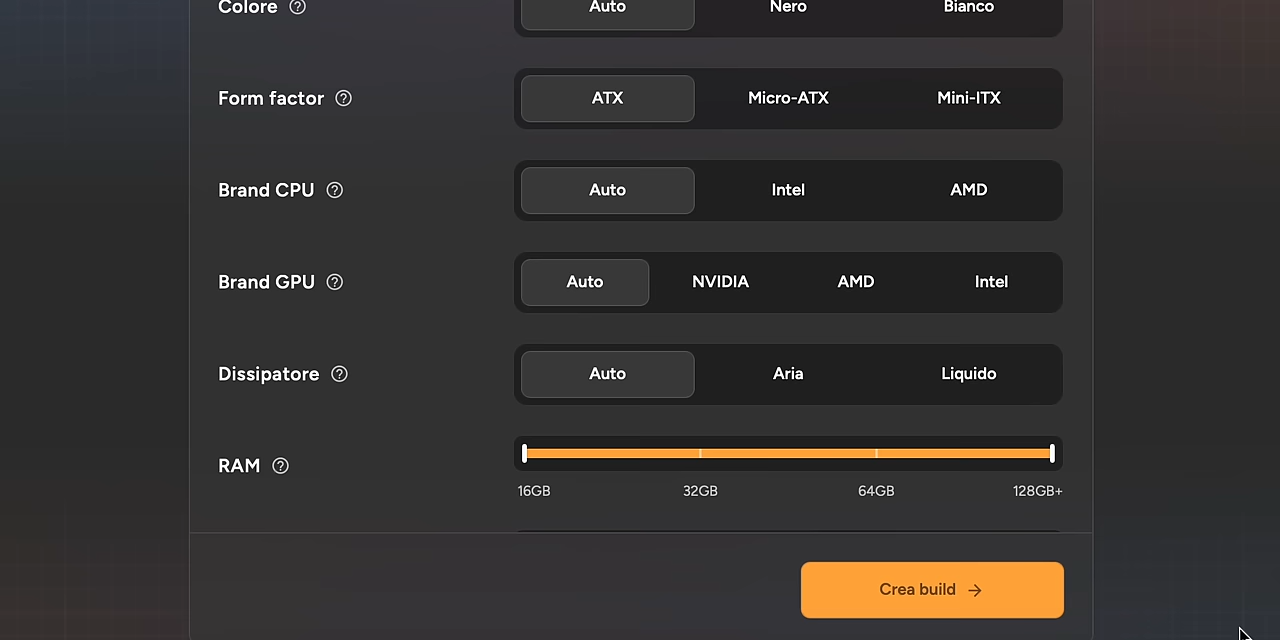 Colore Auto Nero Bianco
Form factor ATX Micro-ATX Mini-ITX
Brand CPU Auto Intel AMD
Brand GPU Auto NVIDIA AMD Intel
Dissipatore Auto Aria Liquido
RAM
16GB 32GB 64GB 128GB+
Crea build →